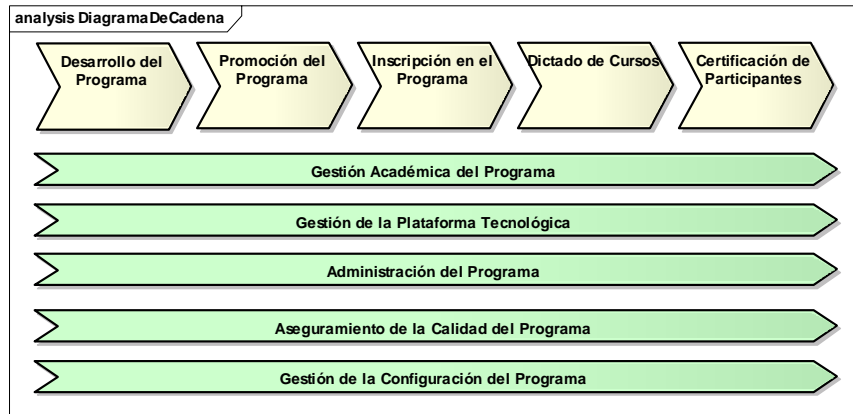 analysis DiagramaDeCadena
Desarrollo del
Programa
Promoción del
Programa
Inscripción en el
Programa
Dictado de Cursos
Certificación de
Participantes
Gestión Académica del Programa
Gestión de la Plataforma Tecnológica
Administración del Programa
Aseguramiento de la Calidad del Programa
Gestión de la Configuración del Programa